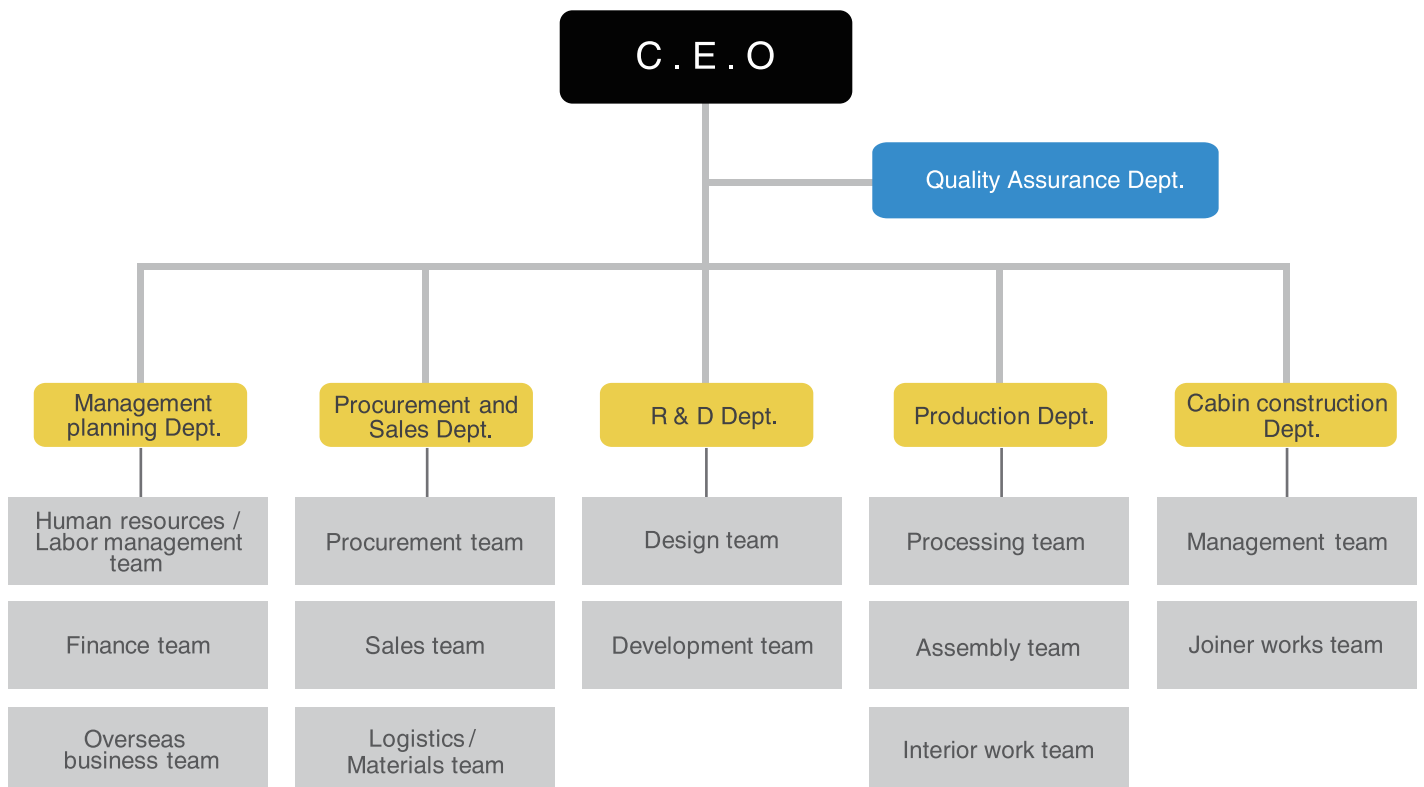 C . E . O
Quality Assurance Dept.
Management
planning Dept.
Procurement and
Sales Dept.
R & D Dept.
Production Dept.
Cabin construction
Dept.
Human resources /
Labor management
team
Procurement team
Design team
Processing team
Management team
Finance team
Sales team
Development team
Assembly team
Joiner works team
Overseas
business team
Logistics /
Materials team
Interior work team